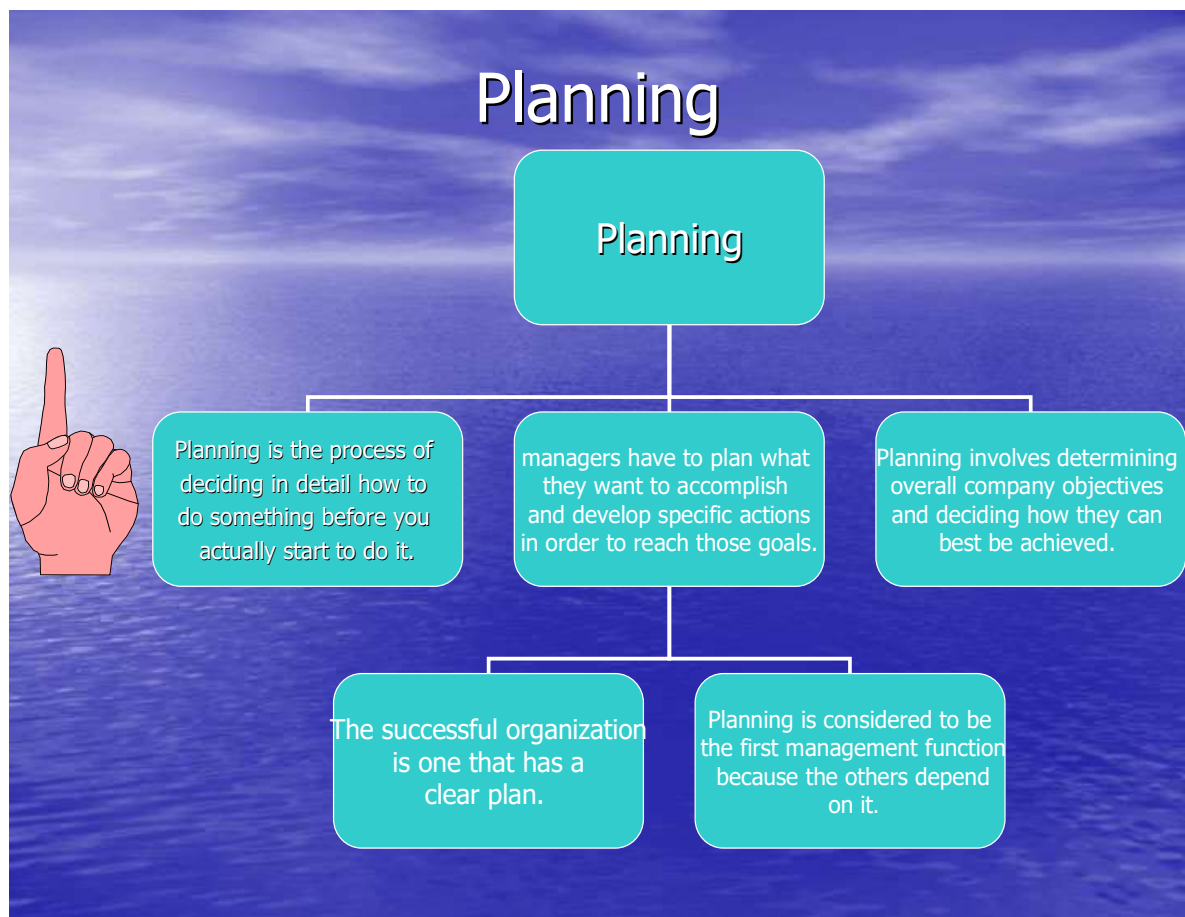 Planning
Planning
Planning is the process of
deciding in detail how to
do something before you
actually start to do it.
managers have to plan what
they want to accomplish
and develop specific actions
in order to reach those goals.
Planning involves determining
overall company objectives
and deciding how they can
best be achieved.
The successful organization
is one that has a
clear plan.
Planning is considered to be
the first management function
because the others depend
on it.